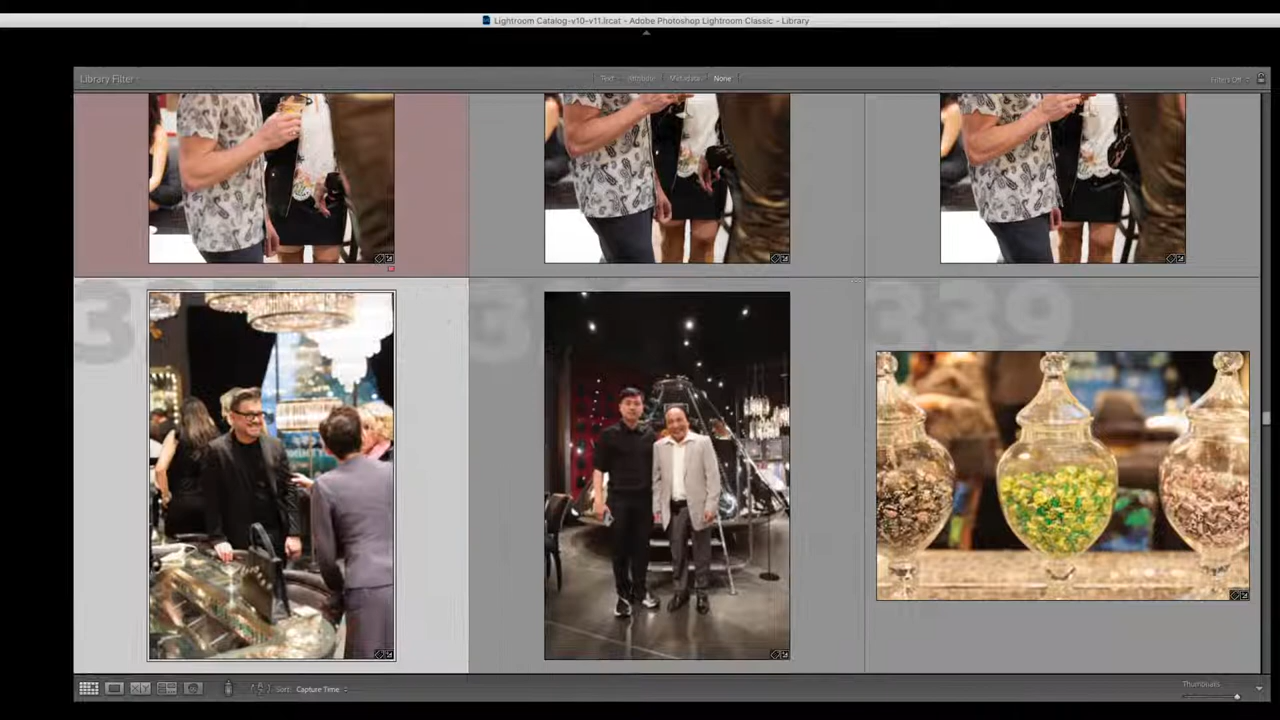 Lightroom Catalog-v10-v11.lrcat - Adobe Photoshop Lightroom Classic - Library
Library Filter: Text Attribute Metadata None Filters Off
339
Sort: Capture Time Thumbnails